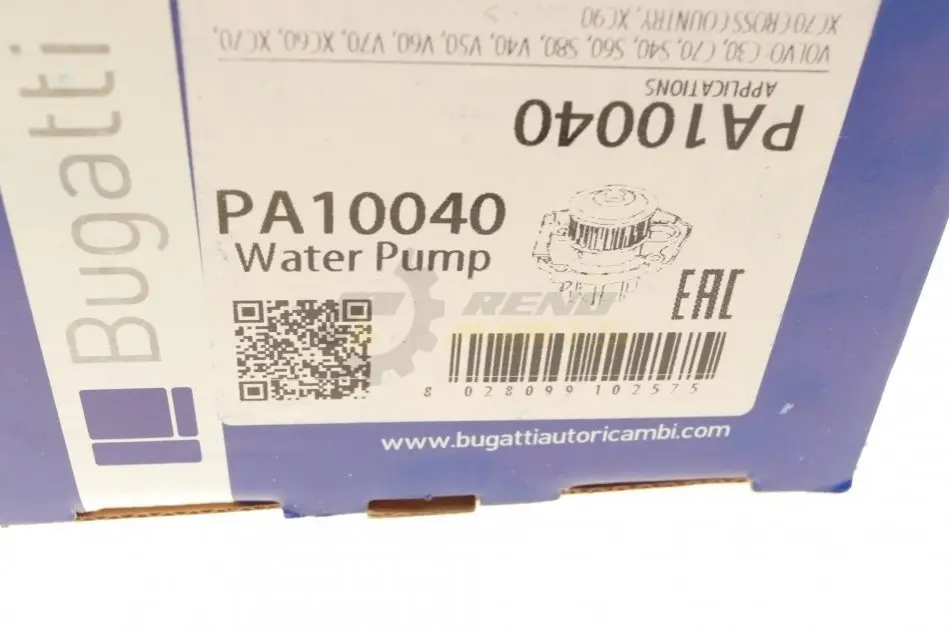 Bugatti
PA10040
APPLICATIONS
VOLVO-C30, C70, S40, S60, S80, V40, V50, V60, V70, XC60, XC70,
XC70 CROSS COUNTRY, XC90
PA10040
Water Pump
EAC
RENO
8 028099 102575
www.bugattiautoricambi.com